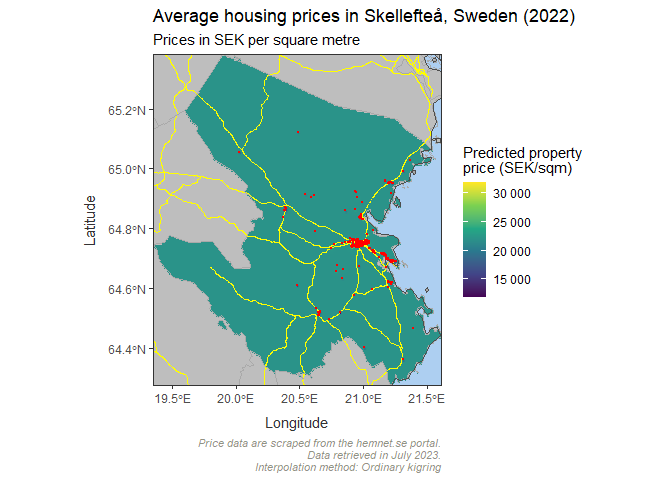 Average housing prices in Skellefteå, Sweden (2022)
Prices in SEK per square metre
65.2°N
65.0°N
64.8°N
64.6°N
64.4°N
Latitude
19.5°E 20.0°E 20.5°E 21.0°E 21.5°E
Longitude
Predicted property
price (SEK/sqm)
30 000
25 000
20 000
15 000
Price data are scraped from the hemnet.se portal.
Data retrieved in July 2023.
Interpolation method: Ordinary kigring